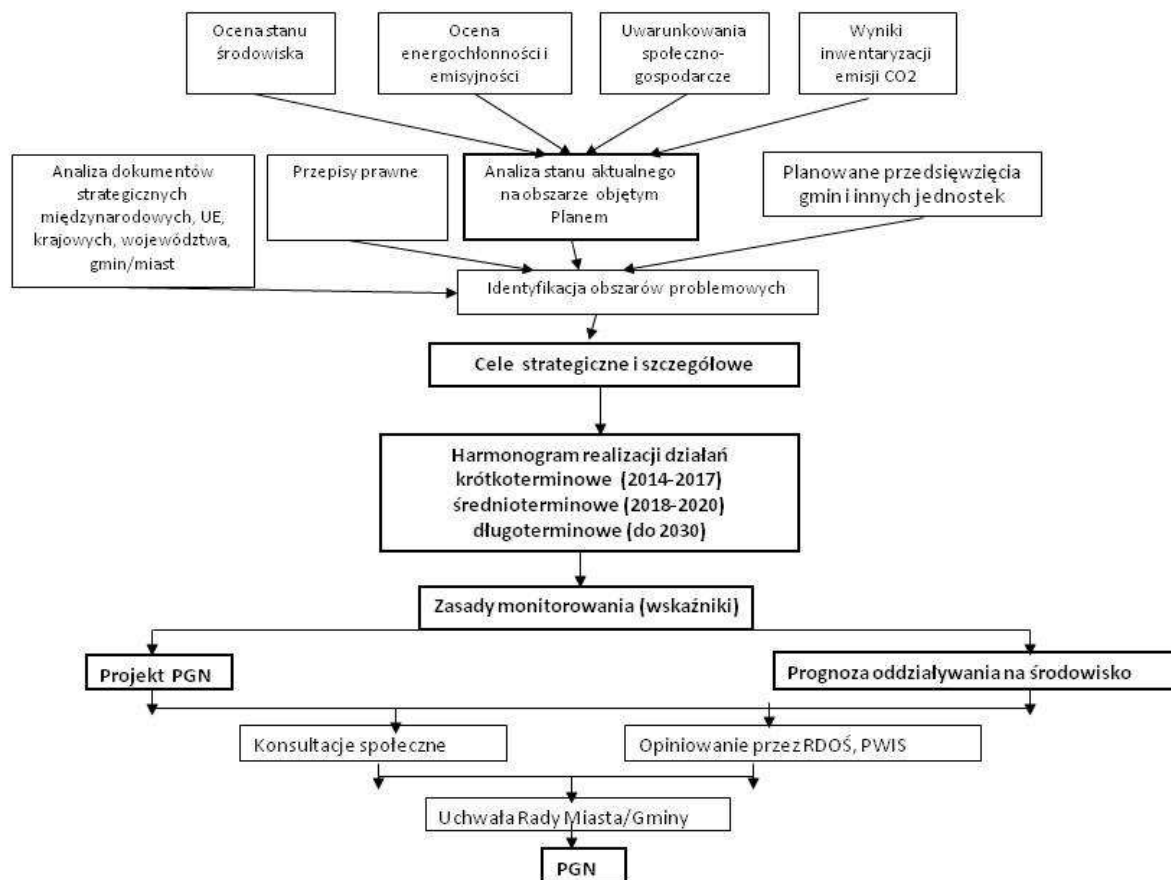 Ocena stanu
środowiska
Ocena
energochłonności i
emisyjności
Uwarunkowania
społeczno-
gospodarcze
Wyniki
inwentaryzacji
emisji CO2
Analiza dokumentów
strategicznych
międzynarodowych, UE,
krajowych, województwa,
gmin/miast
Przepisy prawne
Analiza stanu aktualnego
na obszarze objętym
Planem
Planowane przedsięwzięcia
gmin i innych jednostek
Identyfikacja obszarów problemowych
Cele strategiczne i szczegółowe
Harmonogram realizacji działań
krótkoterminowe (2014-2017)
średnioterminowe (2018-2020)
długoterminowe (do 2030)
Zasady monitorowania (wskaźniki)
Projekt PGN
Prognoza oddziaływania na środowisko
Konsultacje społeczne
Opiniowanie przez RDOŚ, PWIS
Uchwała Rady Miasta/Gminy
PGN